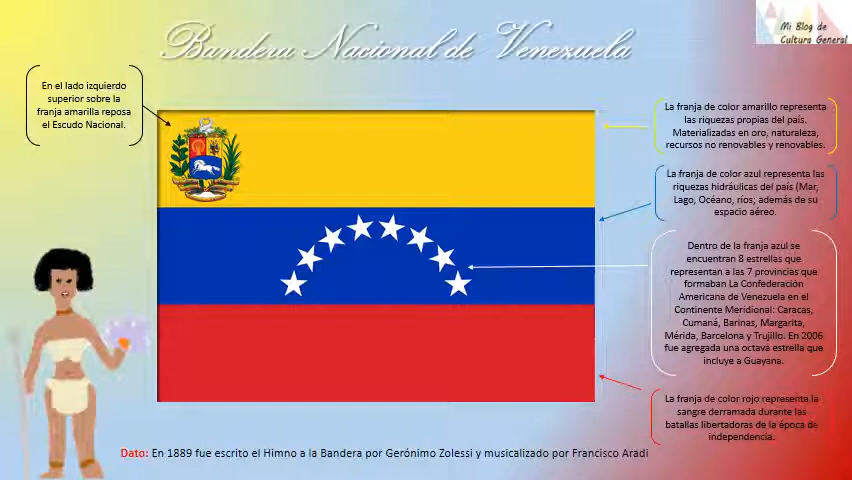 Mi Blog de
Cultura General
Bandera Nacional de Venezuela
En el lado izquierdo
superior sobre la
franja amarilla reposa
el Escudo Nacional.
La franja de color amarillo representa
las riquezas propias del país.
Materializadas en oro, naturaleza,
recursos no renovables y renovables.
La franja de color azul representa las
riquezas hidráulicas del país (Mar,
Lago, Océano, ríos; además de su
espacio aéreo.
Dentro de la franja azul se
encuentran 8 estrellas que
representan a las 7 provincias que
formaban La Confederación
Americana de Venezuela en el
Continente Meridional: Caracas,
Cumaná, Barinas, Margarita,
Mérida, Barcelona y Trujillo. En 2006
fue agregada una octava estrella que
incluye a Guayana.
La franja de color rojo representa la
sangre derramada durante las
batallas libertadoras de la época de
independencia.
Dato: En 1889 fue escrito el Himno a la Bandera por Gerónimo Zolessi y musicalizado por Francisco Aradi